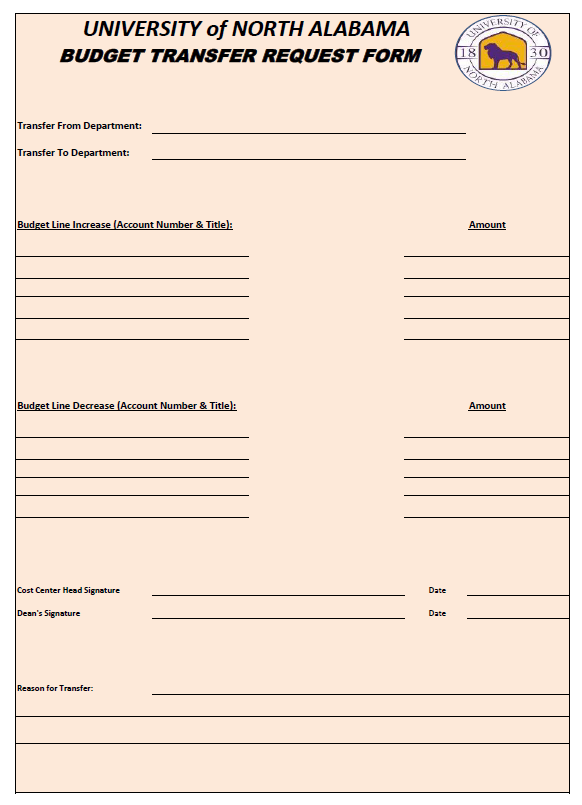 UNIVERSITY of NORTH ALABAMA
BUDGET TRANSFER REQUEST FORM
UNIVERSITY OF
1830
NORTH ALABAMA
Transfer From Department:
Transfer To Department:
Budget Line Increase (Account Number & Title): Amount
Budget Line Decrease (Account Number & Title): Amount
Cost Center Head Signature Date
Dean's Signature Date
Reason for Transfer: